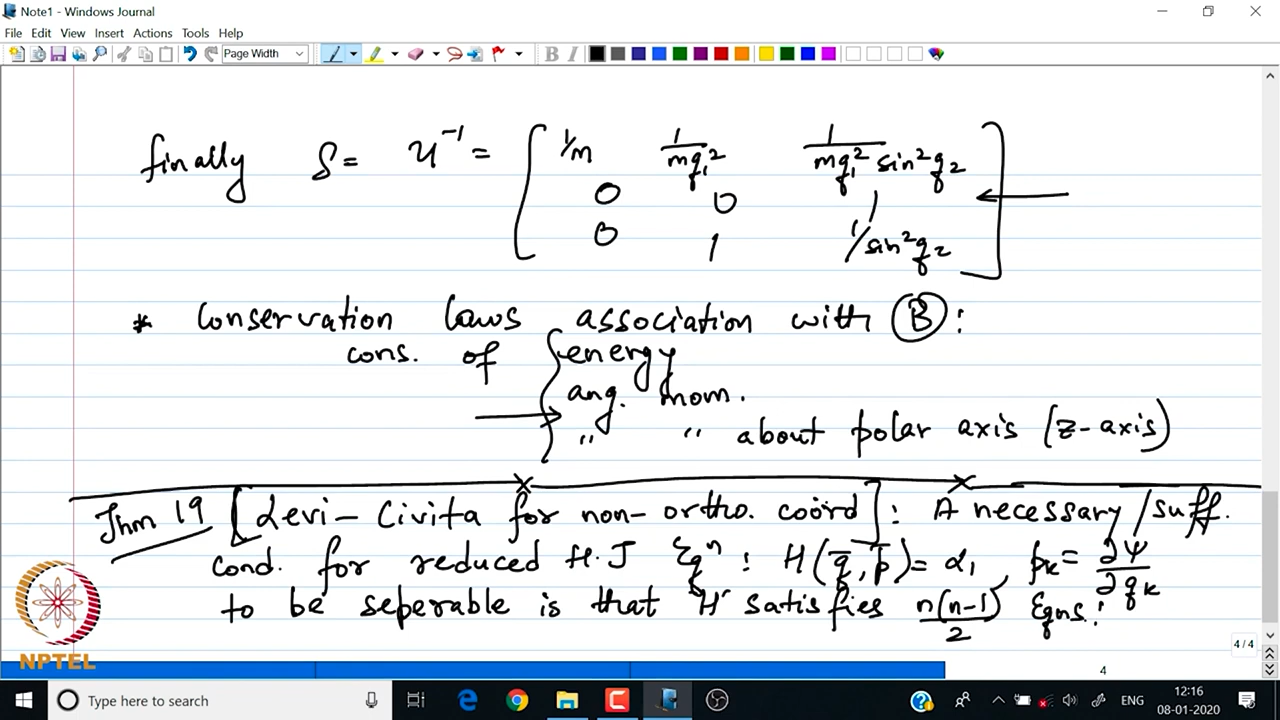 Note1 - Windows Journal
File Edit View Insert Actions Tools Help
Page Width
B I
finally S = U⁻¹ = [ 1/m 1/mq₁² 1/mq₁² sin²q₂
0 0 1
0 1 1/sin²q₂ ] ←
* Conservation Laws association with Ⓑ :
cons. of { energy
ang. mom.
" " about polar axis (z-axis)
Thm 19 [Levi-Civita for non-ortho. coord] : A necessary/suff.
cond. for reduced H.J Eqⁿ : H(q̄, p̄) = α₁, pₖ = ∂Ψ/∂qₖ
to be seperable is that 'H' satisfies n(n-1)/2 Eqns:
NPTEL
4 / 4
4
Type here to search
ENG
12:16
08-01-2020